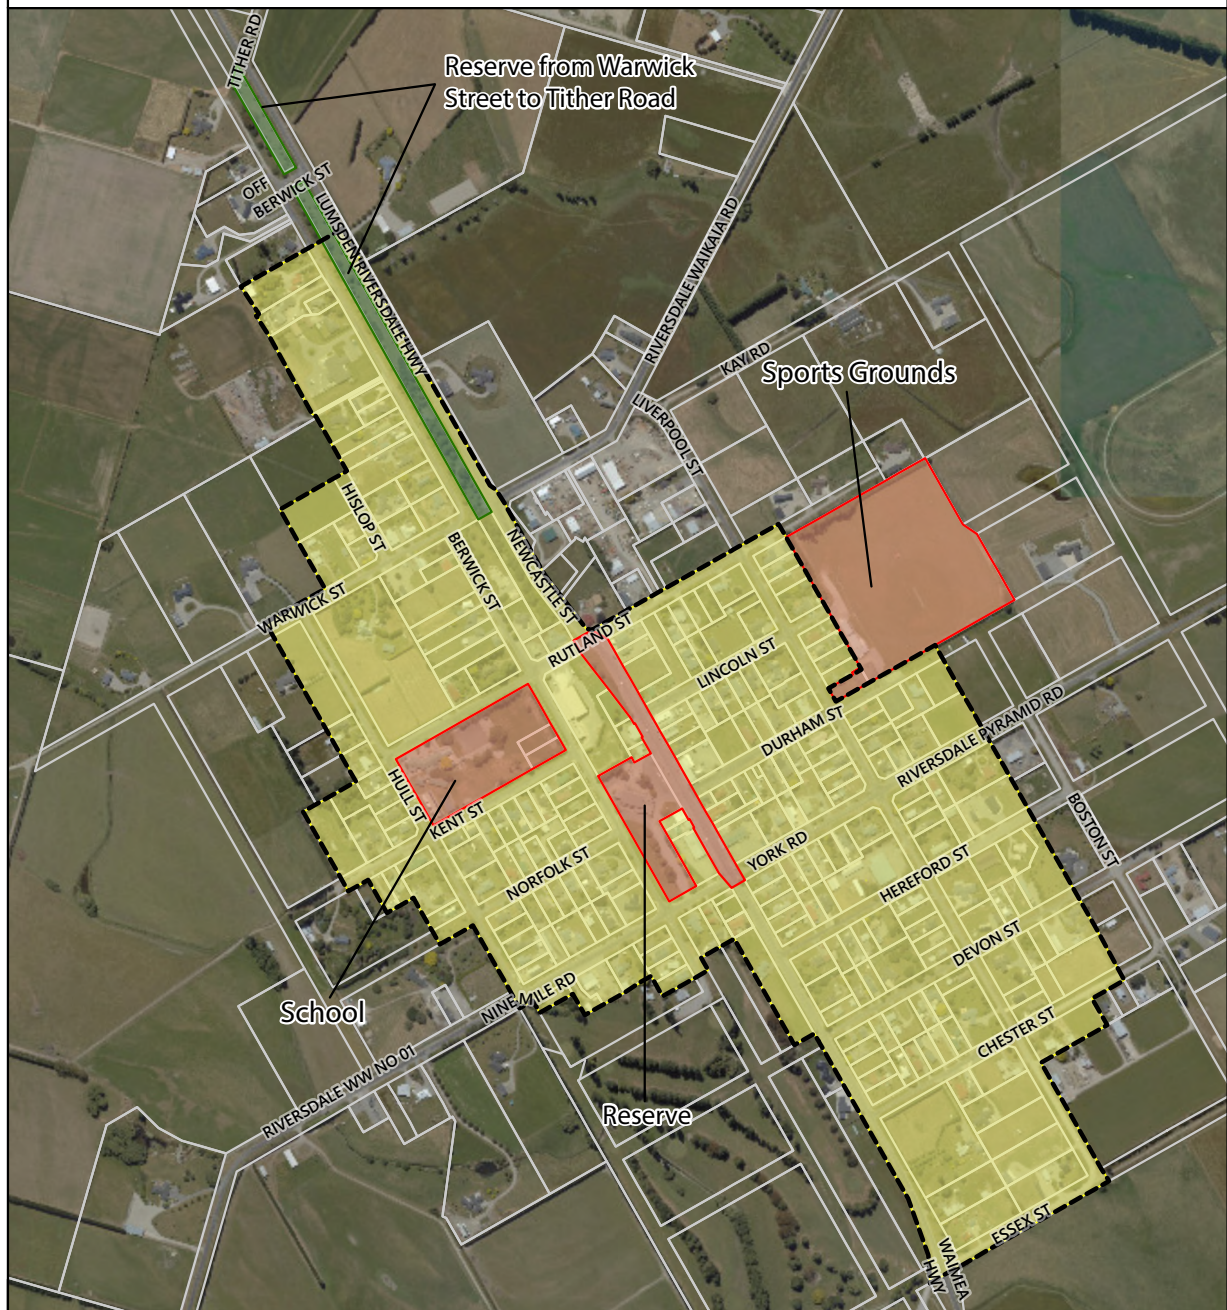 TITHER RD
Reserve from Warwick
Street to Tither Road
OFF
BERWICK ST
LUMSDEN RIVERSDALE HWY
RIVERSDALE WAIKAIA RD
KAY RD
Sports Grounds
LIVERPOOL ST
HISLOP ST
BERWICK ST
NEWCASTLE ST
WARWICK ST
RUTLAND ST
LINCOLN ST
DURHAM ST
RIVERSDALE PYRAMID RD
HULL ST
KENT ST
BOSTON ST
NORFOLK ST
YORK RD
HEREFORD ST
DEVON ST
NINE MILE RD
School
CHESTER ST
RIVERSDALE WW NO 01
Reserve
ESSEX ST
WAIMEA
HWY